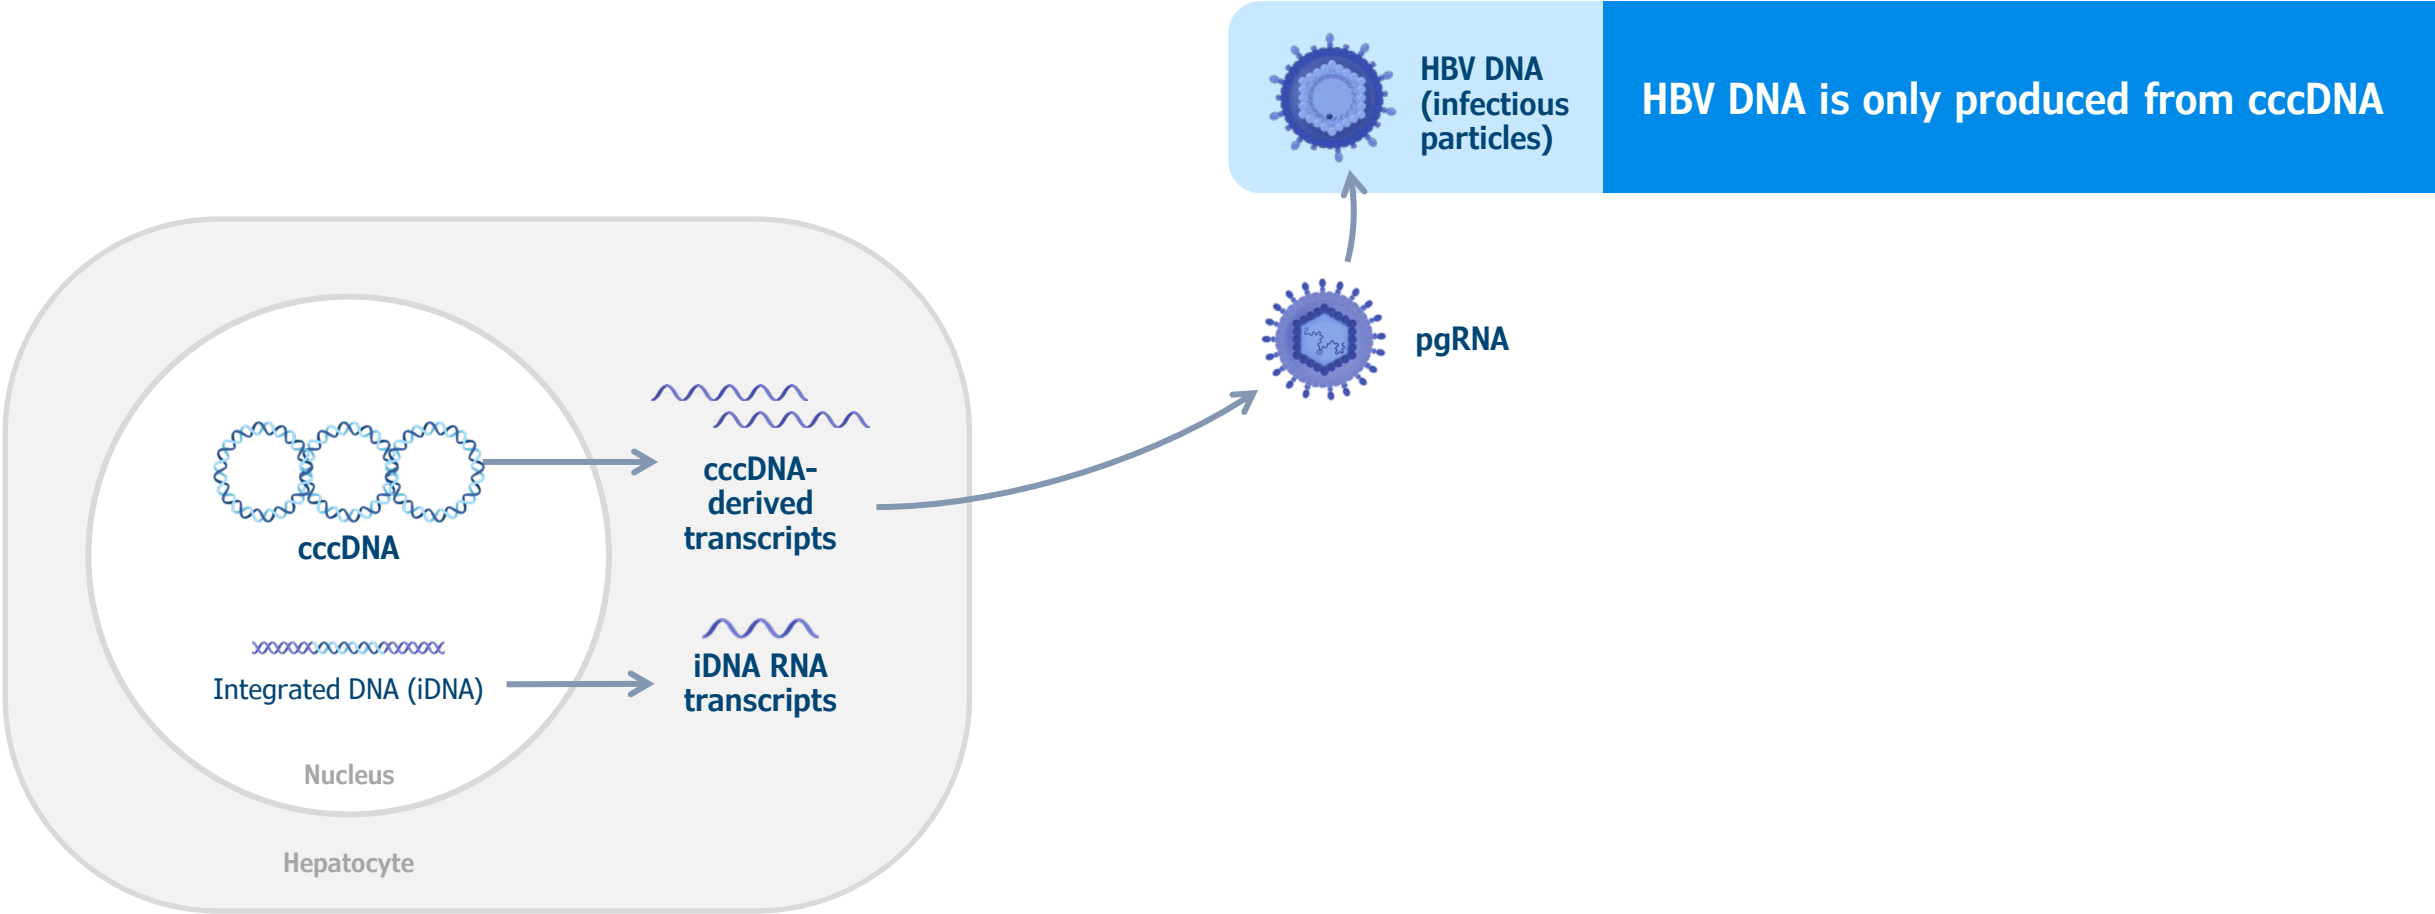 HBV DNA
(infectious
particles)
HBV DNA is only produced from cccDNA
pgRNA
cccDNA-
derived
transcripts
cccDNA
iDNA RNA
transcripts
Integrated DNA (iDNA)
Nucleus
Hepatocyte